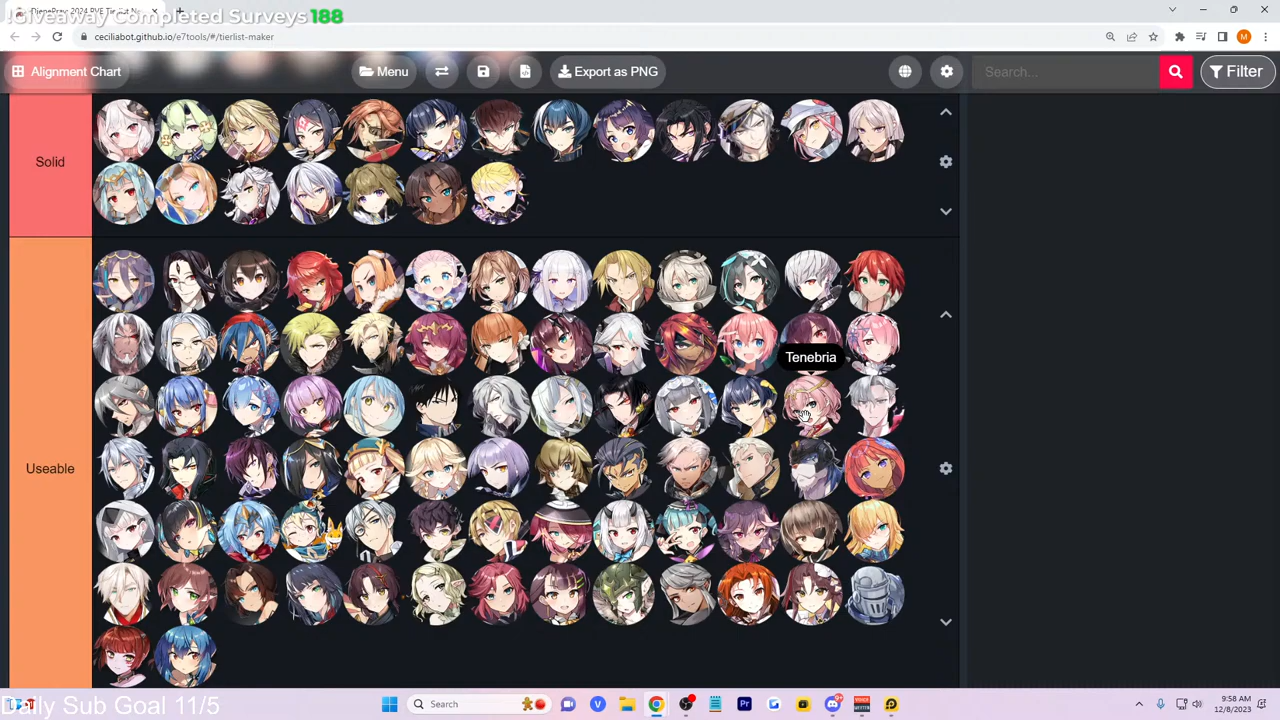 !Giveaway Completed Surveys 188
ceciliabot.github.io/e7tools/#/tierlist-maker
M
Alignment Chart
Menu
Export as PNG
Search...
Filter
Solid
Tenebria
Useable
Daily Sub Goal 11/5
Search
V
Pr
9:58 AM
12/8/2023